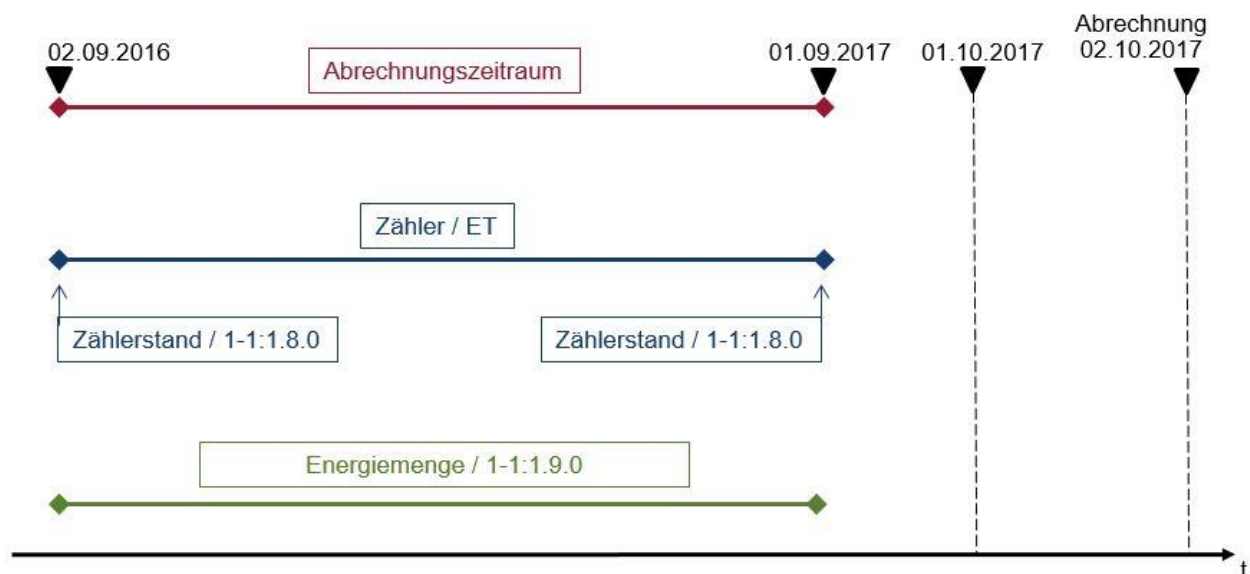 Abrechnung
02.09.2016
01.09.2017
01.10.2017
02.10.2017
Abrechnungszeitraum
Zähler / ET
Zählerstand / 1-1:1.8.0
Zählerstand / 1-1:1.8.0
Energiemenge / 1-1:1.9.0
t